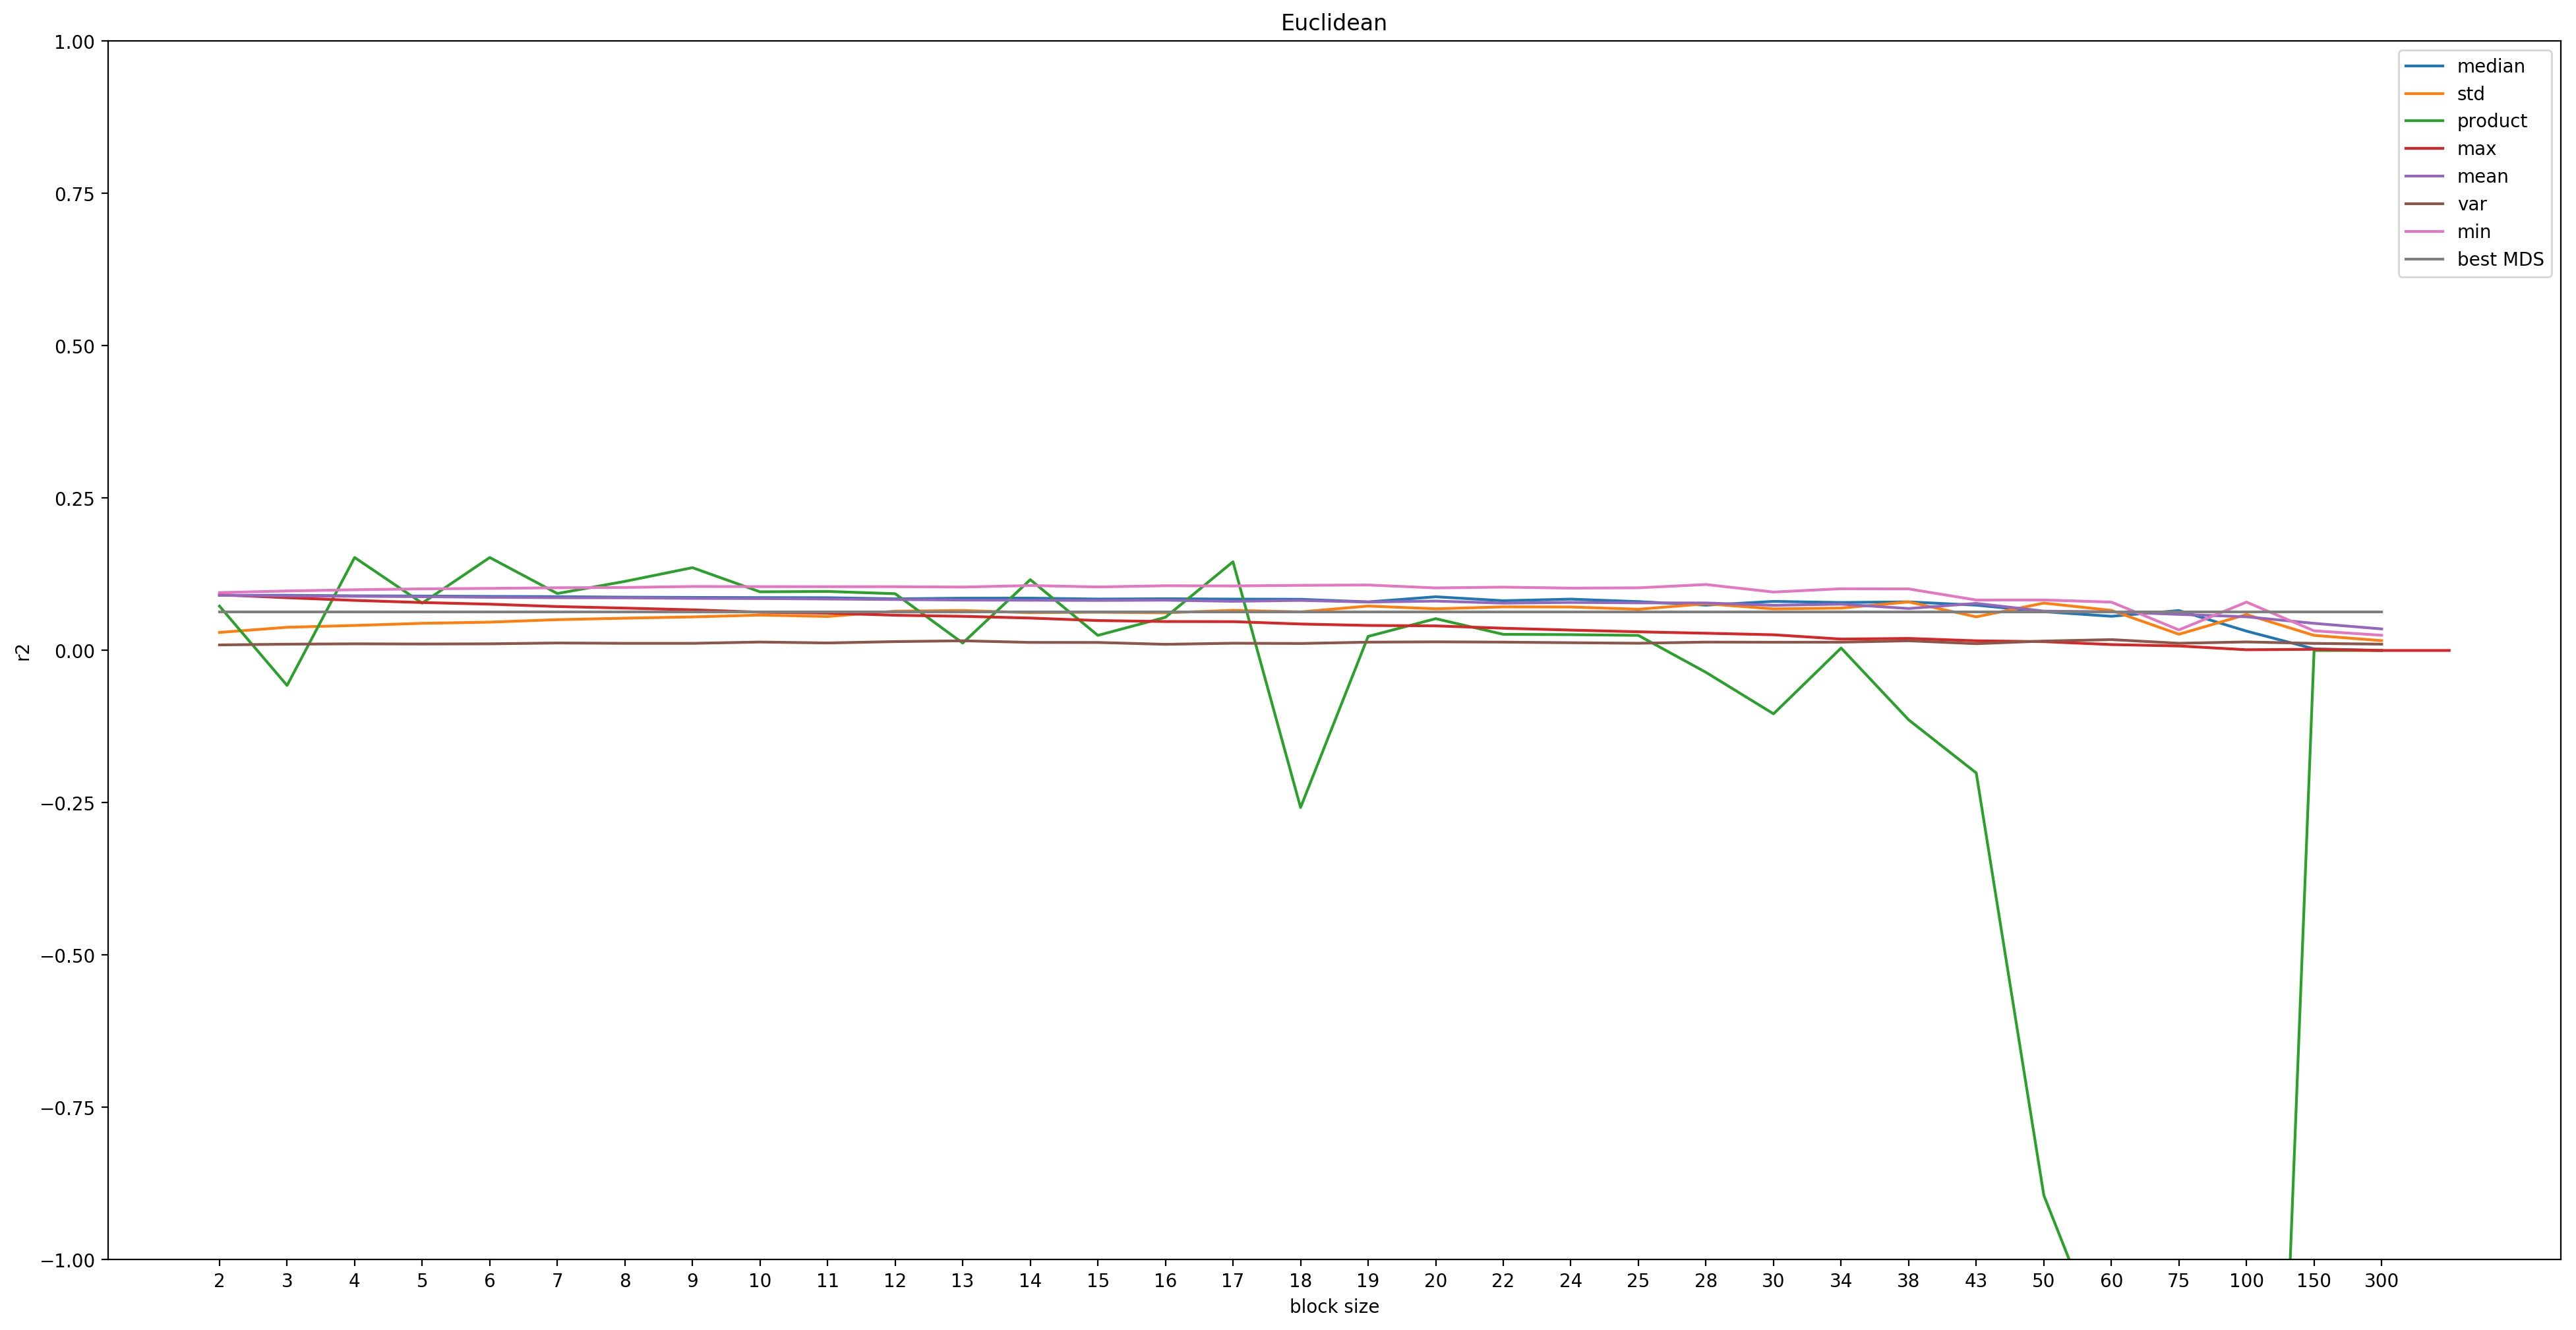 Euclidean
1.00
0.75
0.50
0.25
0.00
−0.25
−0.50
−0.75
−1.00
r2
median
std
product
max
mean
var
min
best MDS
2 3 4 5 6 7 8 9 10 11 12 13 14 15 16 17 18 19 20 22 24 25 28 30 34 38 43 50 60 75 100 150 300
block size